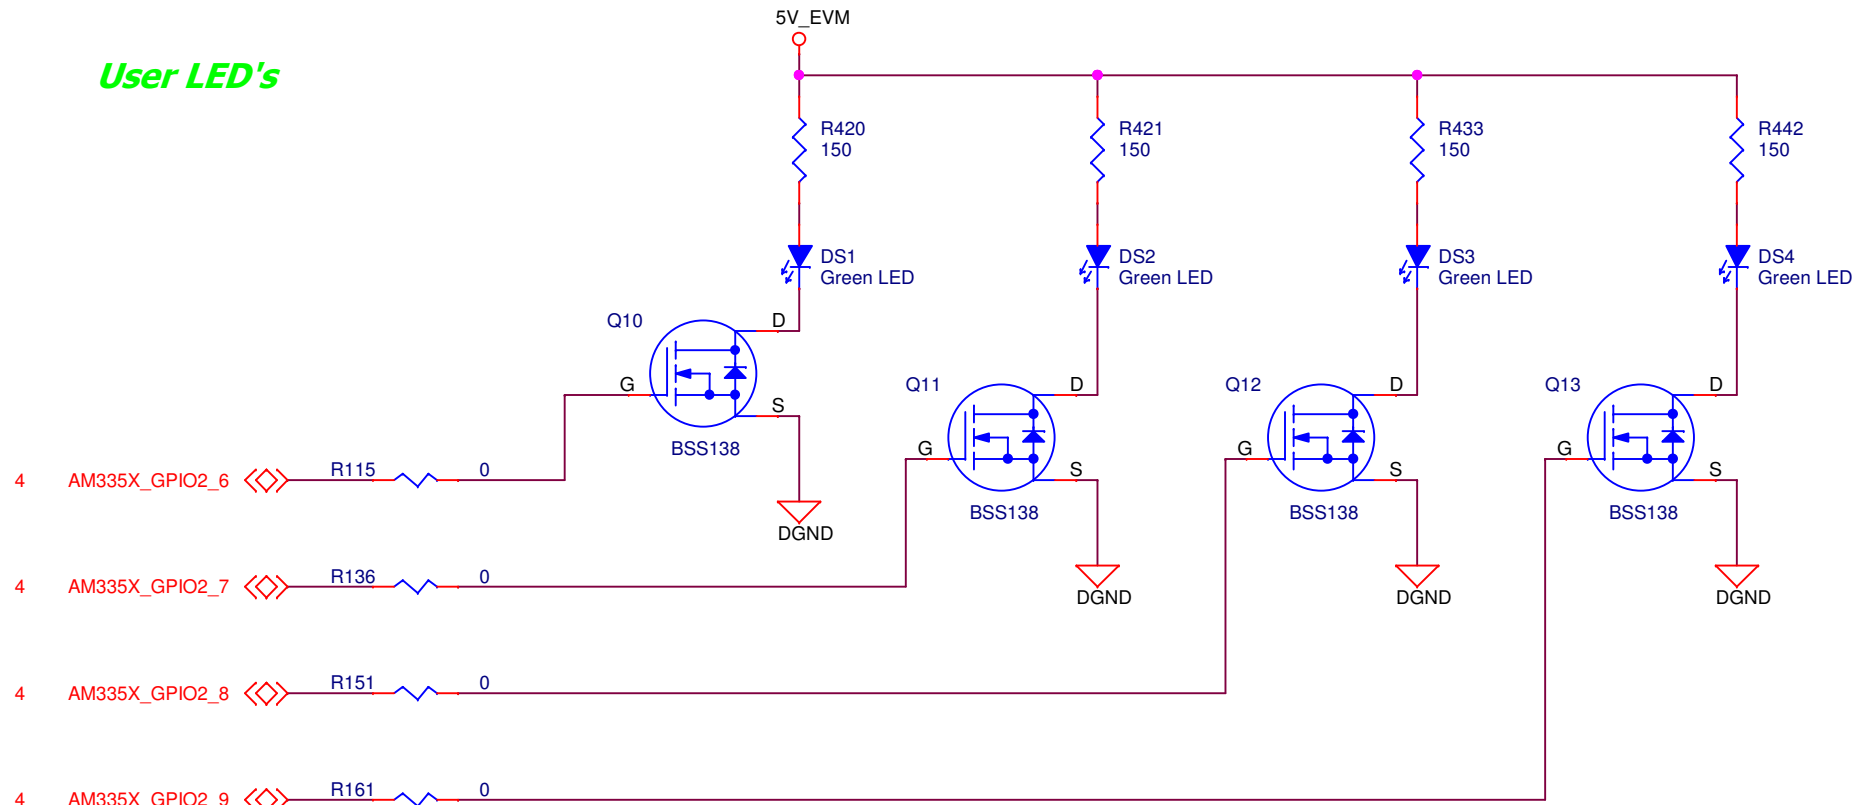 5V_EVM
User LED's
R420
150
R421
150
R433
150
R442
150
DS1
Green LED
DS2
Green LED
DS3
Green LED
DS4
Green LED
Q10
D
G
S
BSS138
DGND
Q11
D
G
S
BSS138
DGND
Q12
D
G
S
BSS138
DGND
Q13
D
G
S
BSS138
DGND
4 AM335X_GPIO2_6 R115 0
4 AM335X_GPIO2_7 R136 0
4 AM335X_GPIO2_8 R151 0
4 AM335X_GPIO2_9 R161 0